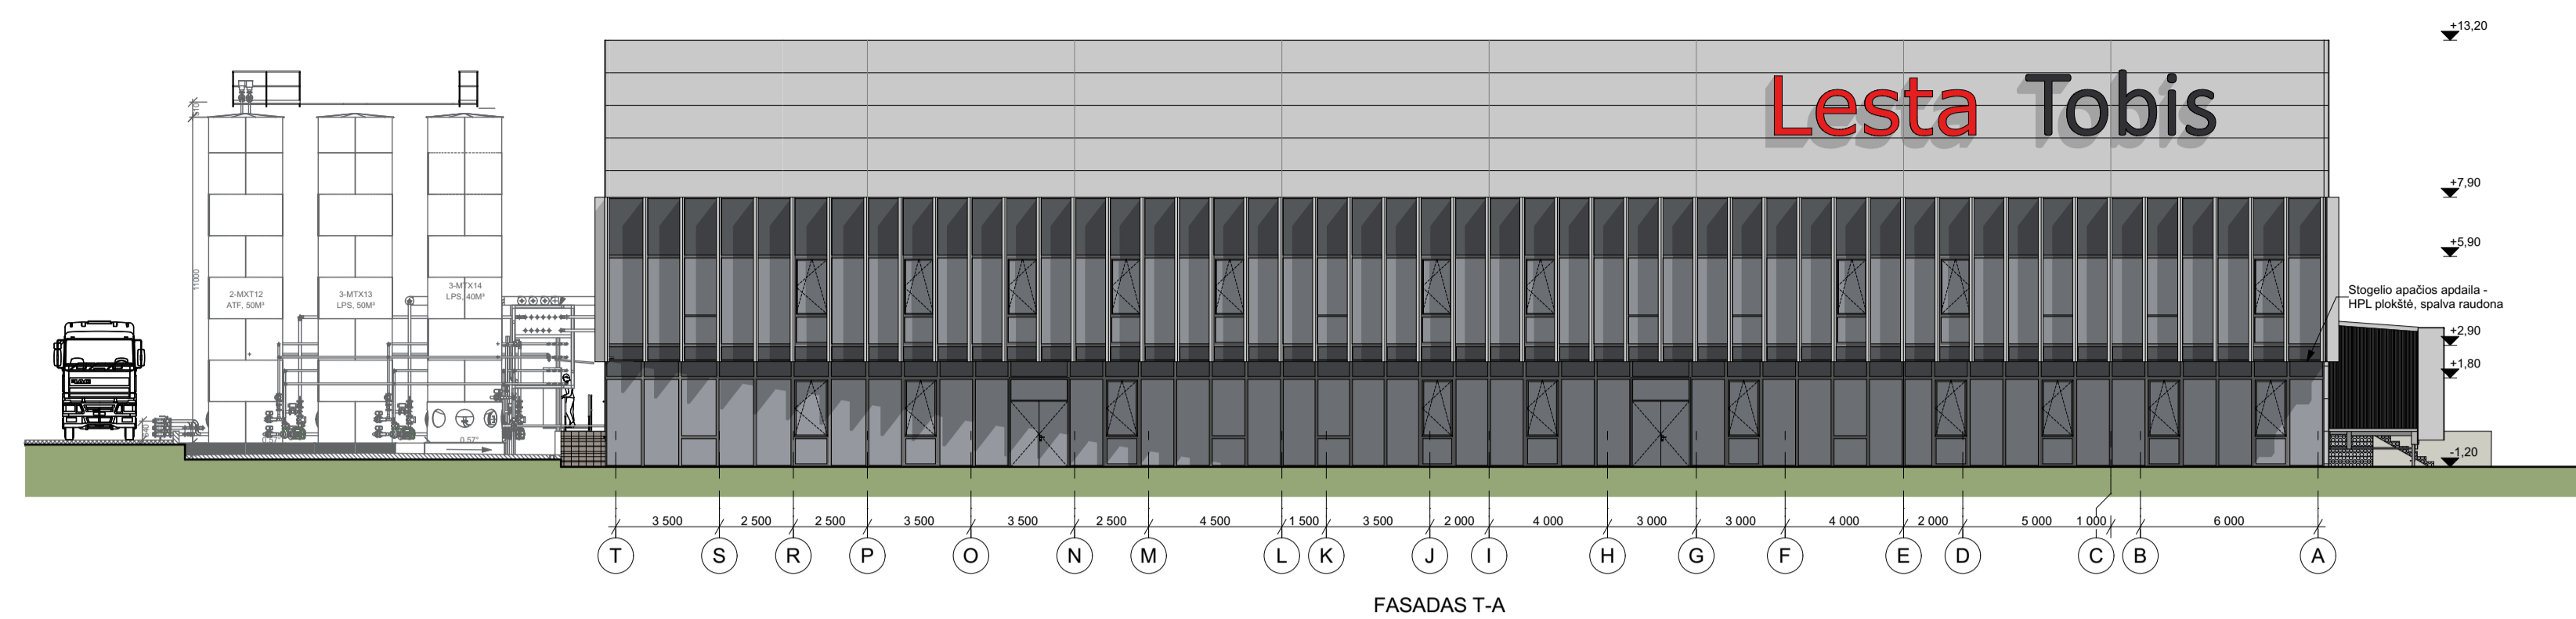 +13,20
Lesta Tobis
510
+7,90
+5,90
11000
2-MXT12
ATF, 50M³
3-MTX13
LPS, 50M³
3-MTX14
LPS, 40M³
Stogelio apačios apdaila -
HPL plokštė, spalva raudona
+2,90
+1,80
0.57°
-1,20
3 500 2 500 2 500 3 500 3 500 2 500 4 500 1 500 3 500 2 000 4 000 3 000 3 000 4 000 2 000 5 000 1 000 6 000
T S R P O N M L K J I H G F E D C B A
FASADAS T-A